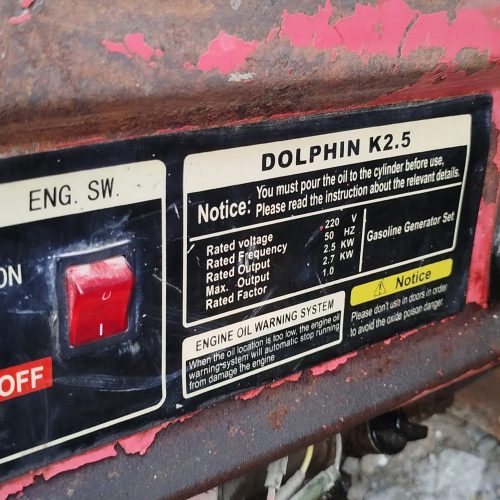 ENG. SW.
ON
OFF
DOLPHIN K2.5
Notice: You must pour the oil to the cylinder before use,
Please read the instruction about the relevant details.
Rated voltage 220 V
Rated Frequency 50 HZ
Rated Output 2.5 KW
Max. Output 2.7 KW
Rated Factor 1.0
Gasoline Generator Set
ENGINE OIL WARNING SYSTEM
When the oil location is too low, the engine oil
warning system will automatic stop running
from damage the engine
Notice
Please don't use in doors in order
to avoid the oxide poison danger.